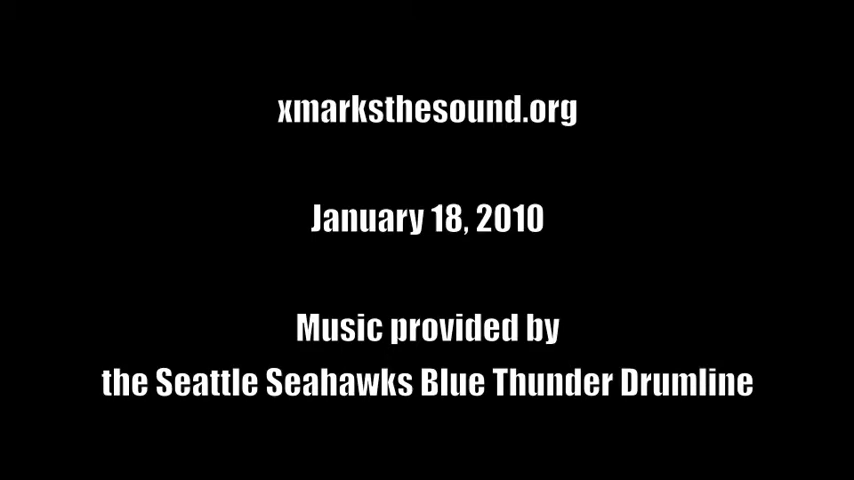 xmarksthesound.org
January 18, 2010
Music provided by
the Seattle Seahawks Blue Thunder Drumline